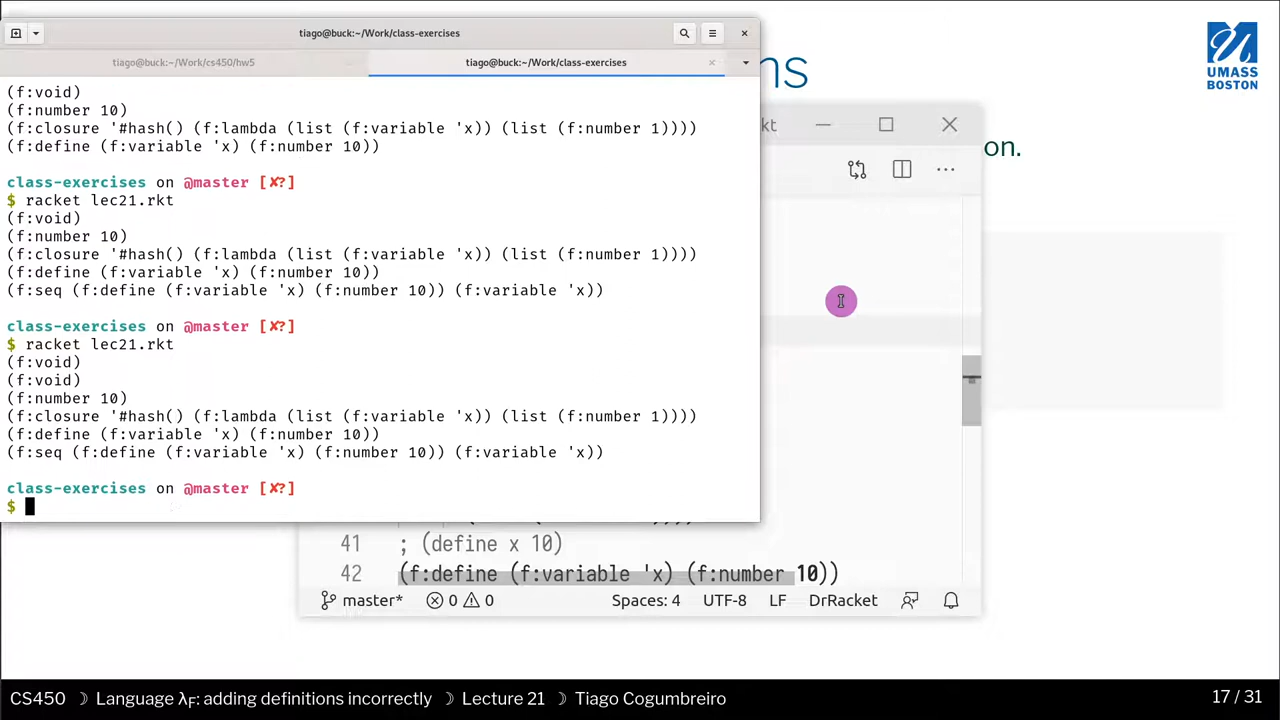 tiago@buck:~/Work/class-exercises
tiago@buck:~/Work/cs450/hw5
tiago@buck:~/Work/class-exercises
(f:void)
(f:number 10)
(f:closure '#hash() (f:lambda (list (f:variable 'x)) (list (f:number 1))))
(f:define (f:variable 'x) (f:number 10))
class-exercises on @master [✘?]
$ racket lec21.rkt
(f:void)
(f:number 10)
(f:closure '#hash() (f:lambda (list (f:variable 'x)) (list (f:number 1))))
(f:define (f:variable 'x) (f:number 10))
(f:seq (f:define (f:variable 'x) (f:number 10)) (f:variable 'x))
class-exercises on @master [✘?]
$ racket lec21.rkt
(f:void)
(f:void)
(f:number 10)
(f:closure '#hash() (f:lambda (list (f:variable 'x)) (list (f:number 1))))
(f:define (f:variable 'x) (f:number 10))
(f:seq (f:define (f:variable 'x) (f:number 10)) (f:variable 'x))
class-exercises on @master [✘?]
$
UMASS
BOSTON
on.
41 ; (define x 10)
42 (f:define (f:variable 'x) (f:number 10))
master* 0 0 Spaces: 4 UTF-8 LF DrRacket
CS450 ☽ Language λF: adding definitions incorrectly ☽ Lecture 21 ☽ Tiago Cogumbreiro 17 / 31